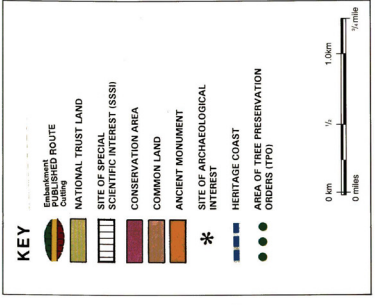 KEY
Embankment
PUBLISHED ROUTE
Cutting
NATIONAL TRUST LAND
SITE OF SPECIAL
SCIENTIFIC INTEREST (SSSI)
CONSERVATION AREA
COMMON LAND
ANCIENT MONUMENT
SITE OF ARCHAEOLOGICAL
INTEREST
HERITAGE COAST
AREA OF TREE PRESERVATION
ORDERS (TPO)
0 km ½ 1.0km
0 miles ¾ mile